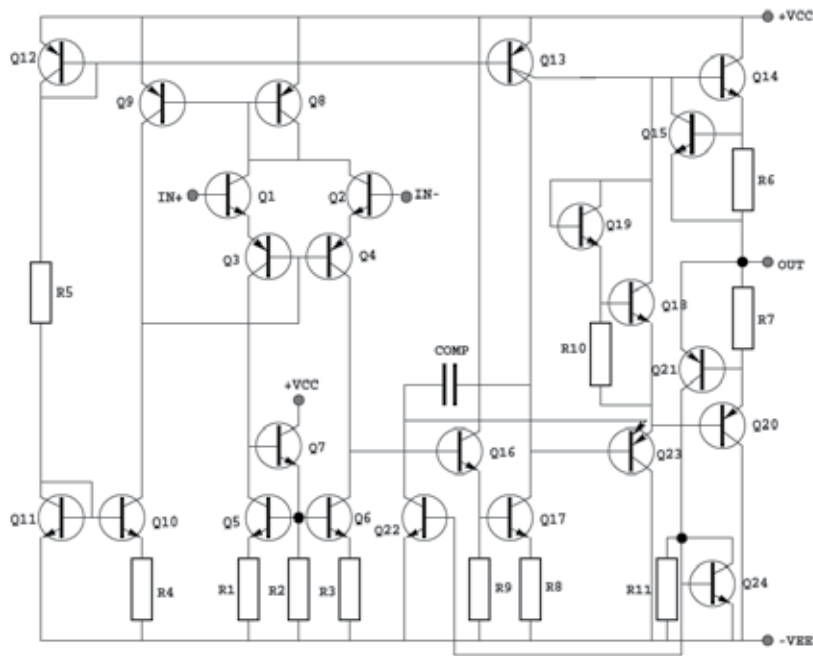 +VCC
Q12
Q13
Q14
Q9
Q8
Q15
IN+
Q1
Q2
IN-
R6
Q19
Q3
Q4
OUT
R5
Q18
R7
R10
COMP
Q21
+VCC
Q20
Q7
Q16
Q23
Q11
Q10
Q5
Q6
Q22
Q17
R4
R1
R2
R3
R9
R8
R11
Q24
-VEE